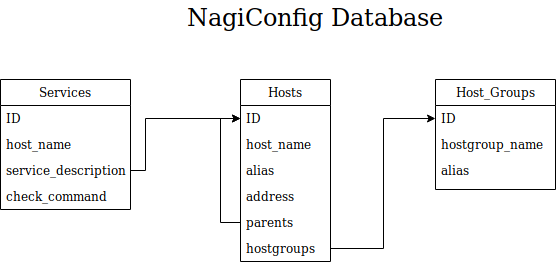 NagiConfig Database
Services
ID
host_name
service_description
check_command
Hosts
ID
host_name
alias
address
parents
hostgroups
Host_Groups
ID
hostgroup_name
alias